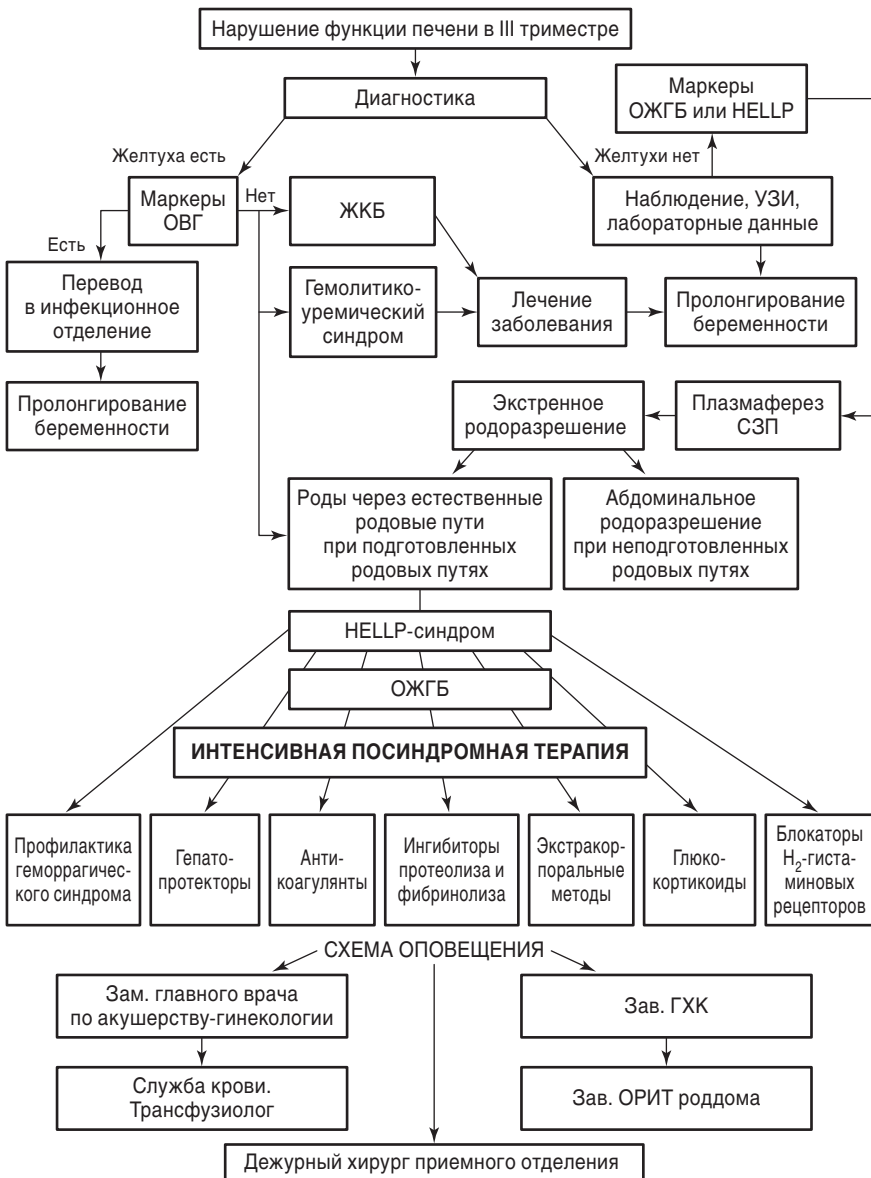 Нарушение функции печени в III триместре
Диагностика
Маркеры
ОЖГБ или HELLP
Желтуха есть
Желтухи нет
Маркеры
ОВГ
Нет
ЖКБ
Наблюдение, УЗИ,
лабораторные данные
Есть
Перевод
в инфекционное
отделение
Гемолитико-
уремический
синдром
Лечение
заболевания
Пролонгирование
беременности
Пролонгирование
беременности
Экстренное
родоразрешение
Плазмаферез
СЗП
Роды через естественные
родовые пути
при подготовленных
родовых путях
Абдоминальное
родоразрешение
при неподготовленных
родовых путях
HELLP-синдром
ОЖГБ
ИНТЕНСИВНАЯ ПОСИНДРОМНАЯ ТЕРАПИЯ
Профилактика
геморрагичес-
кого синдрома
Гепато-
протекторы
Анти-
коагулянты
Ингибиторы
протеолиза и
фибринолиза
Экстракор-
поральные
методы
Глюко-
кортикоиды
Блокаторы
H₂-гиста-
миновых
рецепторов
СХЕМА ОПОВЕЩЕНИЯ
Зам. главного врача
по акушерству-гинекологии
Зав. ГХК
Служба крови.
Трансфузиолог
Зав. ОРИТ роддома
Дежурный хирург приемного отделения